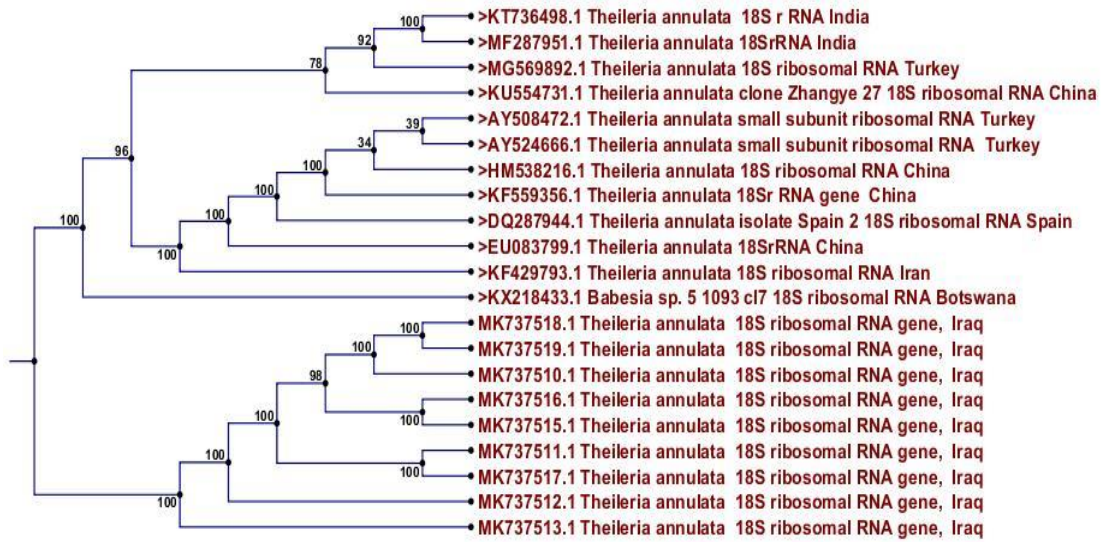 100 >KT736498.1 Theileria annulata 18S r RNA India
92 >MF287951.1 Theileria annulata 18SrRNA India
78 >MG569892.1 Theileria annulata 18S ribosomal RNA Turkey
>KU554731.1 Theileria annulata clone Zhangye 27 18S ribosomal RNA China
39 >AY508472.1 Theileria annulata small subunit ribosomal RNA Turkey
96 34 >AY524666.1 Theileria annulata small subunit ribosomal RNA Turkey
100 >HM538216.1 Theileria annulata 18S ribosomal RNA China
100 >KF559356.1 Theileria annulata 18Sr RNA gene China
100 100 >DQ287944.1 Theileria annulata isolate Spain 2 18S ribosomal RNA Spain
100 >EU083799.1 Theileria annulata 18SrRNA China
>KF429793.1 Theileria annulata 18S ribosomal RNA Iran
>KX218433.1 Babesia sp. 5 1093 cl7 18S ribosomal RNA Botswana
100 MK737518.1 Theileria annulata 18S ribosomal RNA gene, Iraq
100 MK737519.1 Theileria annulata 18S ribosomal RNA gene, Iraq
98 MK737510.1 Theileria annulata 18S ribosomal RNA gene, Iraq
MK737516.1 Theileria annulata 18S ribosomal RNA gene, Iraq
100 100 MK737515.1 Theileria annulata 18S ribosomal RNA gene, Iraq
100 MK737511.1 Theileria annulata 18S ribosomal RNA gene, Iraq
100 MK737517.1 Theileria annulata 18S ribosomal RNA gene, Iraq
100 MK737512.1 Theileria annulata 18S ribosomal RNA gene, Iraq
MK737513.1 Theileria annulata 18S ribosomal RNA gene, Iraq